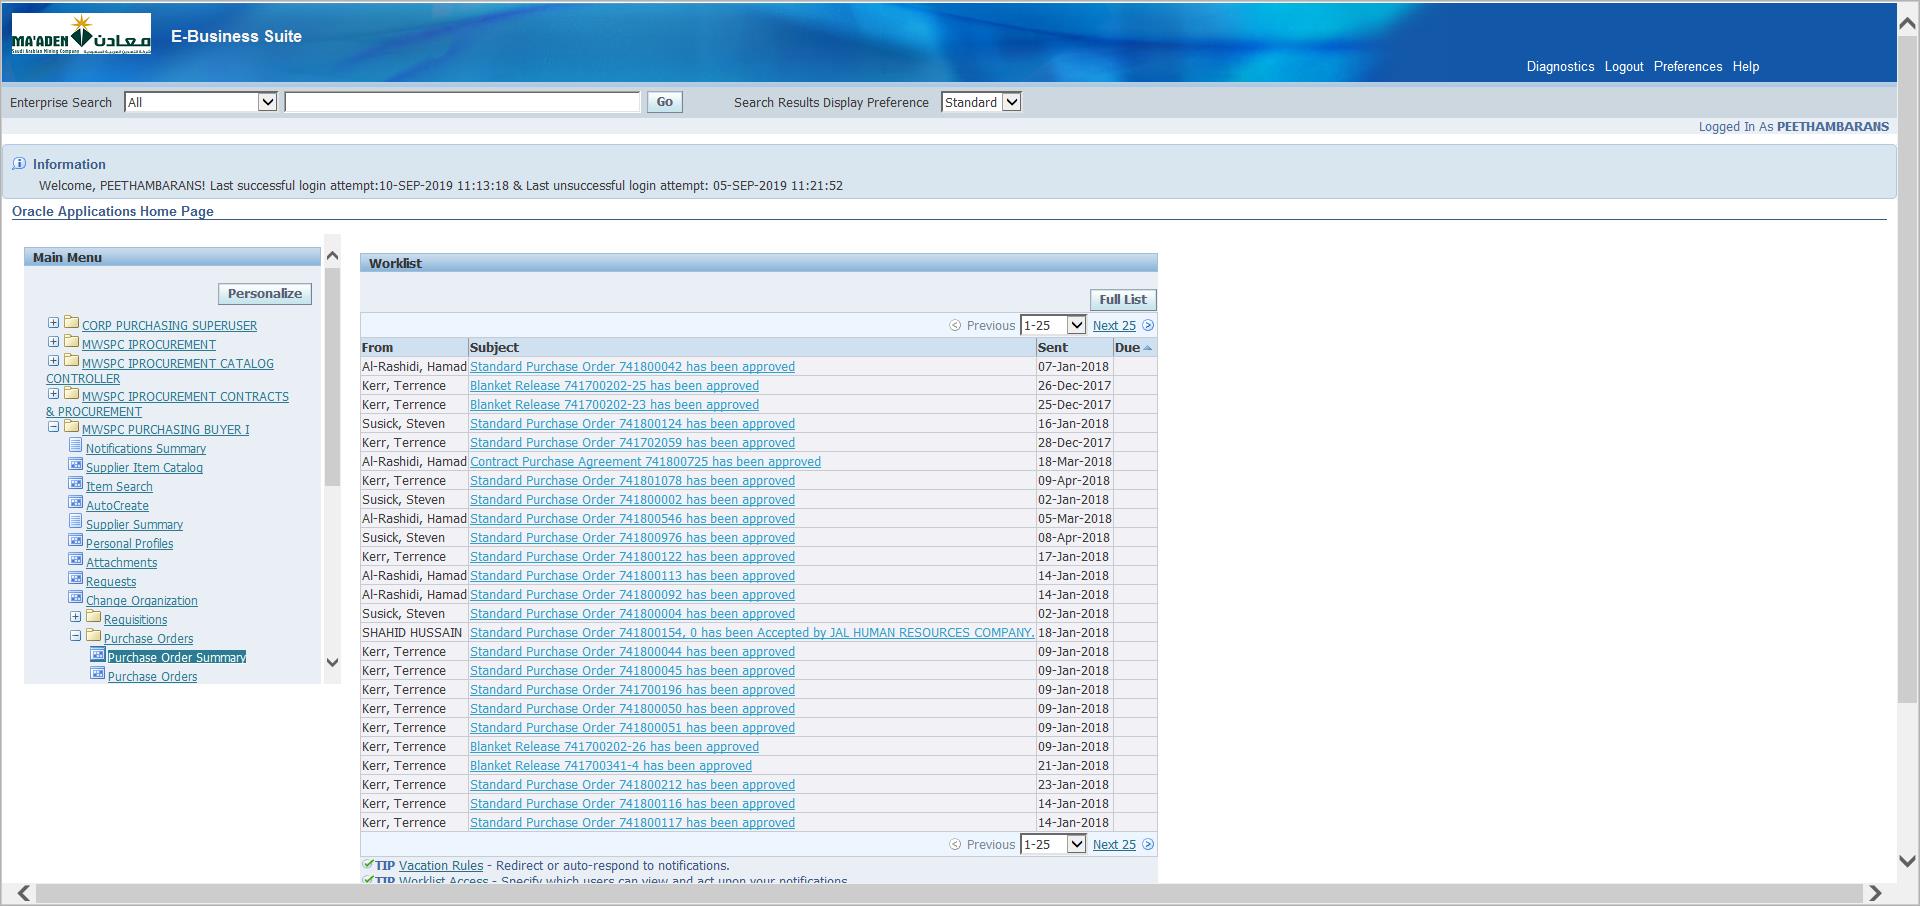 MA'ADEN معادن
Saudi Arabian Mining Company
E-Business Suite
Diagnostics Logout Preferences Help
Enterprise Search All Go Search Results Display Preference Standard
Logged In As PEETHAMBARANS
Information
Welcome, PEETHAMBARANS! Last successful login attempt:10-SEP-2019 11:13:18 & Last unsuccessful login attempt: 05-SEP-2019 11:21:52
Oracle Applications Home Page
Main Menu
Personalize
CORP PURCHASING SUPERUSER
MWSPC IPROCUREMENT
MWSPC IPROCUREMENT CATALOG
CONTROLLER
MWSPC IPROCUREMENT CONTRACTS
& PROCUREMENT
MWSPC PURCHASING BUYER I
Notifications Summary
Supplier Item Catalog
Item Search
AutoCreate
Supplier Summary
Personal Profiles
Attachments
Requests
Change Organization
Requisitions
Purchase Orders
Purchase Order Summary
Purchase Orders
Worklist
Full List
Previous 1-25 Next 25
From Subject Sent Due
Al-Rashidi, Hamad Standard Purchase Order 741800042 has been approved 07-Jan-2018
Kerr, Terrence Blanket Release 741700202-25 has been approved 26-Dec-2017
Kerr, Terrence Blanket Release 741700202-23 has been approved 25-Dec-2017
Susick, Steven Standard Purchase Order 741800124 has been approved 16-Jan-2018
Kerr, Terrence Standard Purchase Order 741702059 has been approved 28-Dec-2017
Al-Rashidi, Hamad Contract Purchase Agreement 741800725 has been approved 18-Mar-2018
Kerr, Terrence Standard Purchase Order 741801078 has been approved 09-Apr-2018
Susick, Steven Standard Purchase Order 741800002 has been approved 02-Jan-2018
Al-Rashidi, Hamad Standard Purchase Order 741800546 has been approved 05-Mar-2018
Susick, Steven Standard Purchase Order 741800976 has been approved 08-Apr-2018
Kerr, Terrence Standard Purchase Order 741800122 has been approved 17-Jan-2018
Al-Rashidi, Hamad Standard Purchase Order 741800113 has been approved 14-Jan-2018
Al-Rashidi, Hamad Standard Purchase Order 741800092 has been approved 14-Jan-2018
Susick, Steven Standard Purchase Order 741800004 has been approved 02-Jan-2018
SHAHID HUSSAIN Standard Purchase Order 741800154, 0 has been Accepted by JAL HUMAN RESOURCES COMPANY. 18-Jan-2018
Kerr, Terrence Standard Purchase Order 741800044 has been approved 09-Jan-2018
Kerr, Terrence Standard Purchase Order 741800045 has been approved 09-Jan-2018
Kerr, Terrence Standard Purchase Order 741700196 has been approved 09-Jan-2018
Kerr, Terrence Standard Purchase Order 741800050 has been approved 09-Jan-2018
Kerr, Terrence Standard Purchase Order 741800051 has been approved 09-Jan-2018
Kerr, Terrence Blanket Release 741700202-26 has been approved 09-Jan-2018
Kerr, Terrence Blanket Release 741700341-4 has been approved 21-Jan-2018
Kerr, Terrence Standard Purchase Order 741800212 has been approved 23-Jan-2018
Kerr, Terrence Standard Purchase Order 741800116 has been approved 14-Jan-2018
Kerr, Terrence Standard Purchase Order 741800117 has been approved 14-Jan-2018
Previous 1-25 Next 25
TIP Vacation Rules - Redirect or auto-respond to notifications.
TIP Worklist Access - Specify which users can view and act upon your notifications.